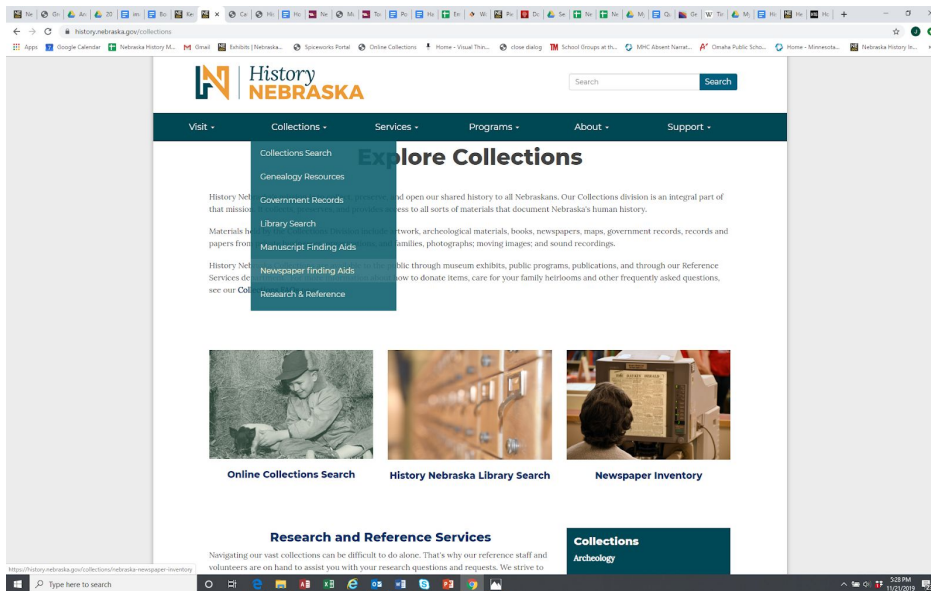 history.nebraska.gov/collections
Apps
Google Calendar
Nebraska History M...
Gmail
Exhibits | Nebraska...
Spiceworks Portal
Online Collections
Home - Visual Thin...
close dialog
School Groups at th...
MHC Absent Narrat...
Omaha Public Scho...
Home - Minnesota...
Nebraska History In...
History
NEBRASKA
Search
Search
Visit
Collections
Services
Programs
About
Support
Collections Search
Genealogy Resources
Government Records
Library Search
Manuscript Finding Aids
Newspaper finding Aids
Research & Reference
Explore Collections
and open our shared history to all Nebraskans. Our Collections division is an integral part of
that mission
to all sorts of materials that document Nebraska's human history.
Materials
artwork, archeological materials, books, newspapers, maps, government records, records and
papers from
and families, photographs; moving images; and sound recordings.
public through museum exhibits, public programs, publications, and through our Reference
Services
how to donate items, care for your family heirlooms and other frequently asked questions,
see our
Online Collections Search
History Nebraska Library Search
Newspaper Inventory
Research and Reference Services
Navigating our vast collections can be difficult to do alone. That's why our reference staff and
volunteers are on hand to assist you with your research questions and requests. We strive to
Collections
Archeology
https://history.nebraska.gov/collections/nebraska-newspaper-inventory
Type here to search
5:28 PM
11/21/2019